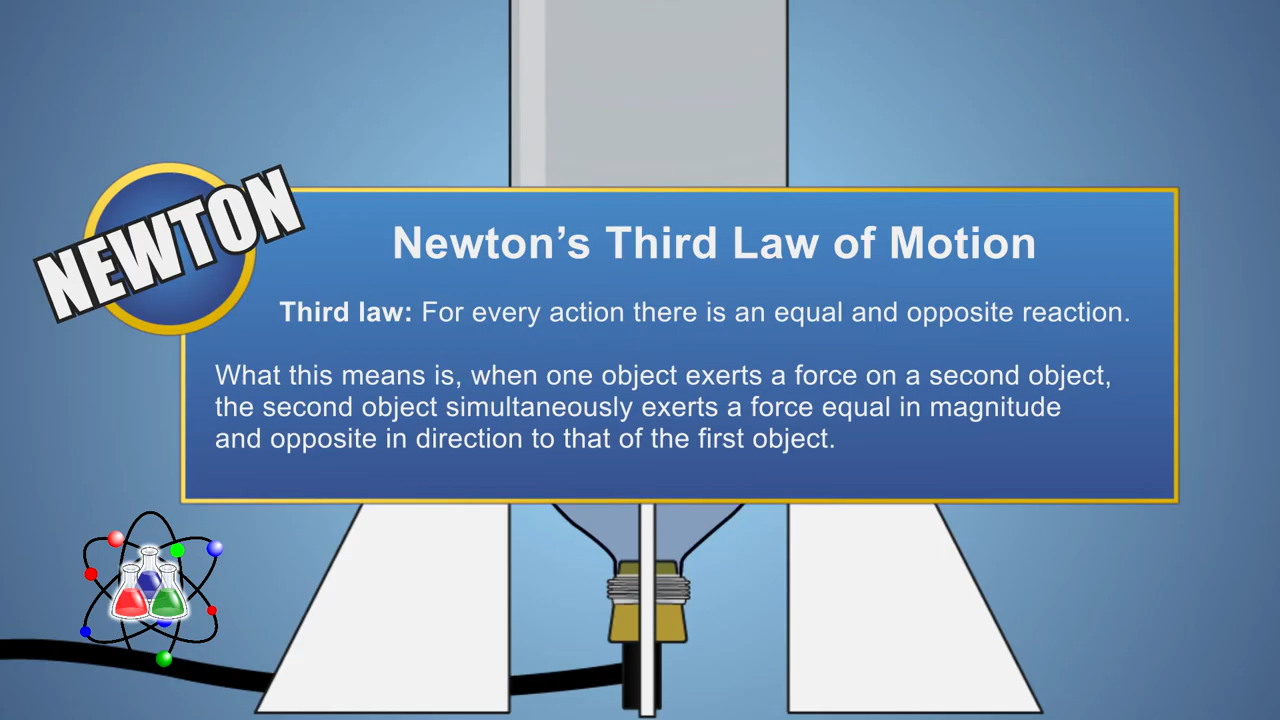 NEWTON
Newton’s Third Law of Motion
Third law: For every action there is an equal and opposite reaction.
What this means is, when one object exerts a force on a second object,
the second object simultaneously exerts a force equal in magnitude
and opposite in direction to that of the first object.